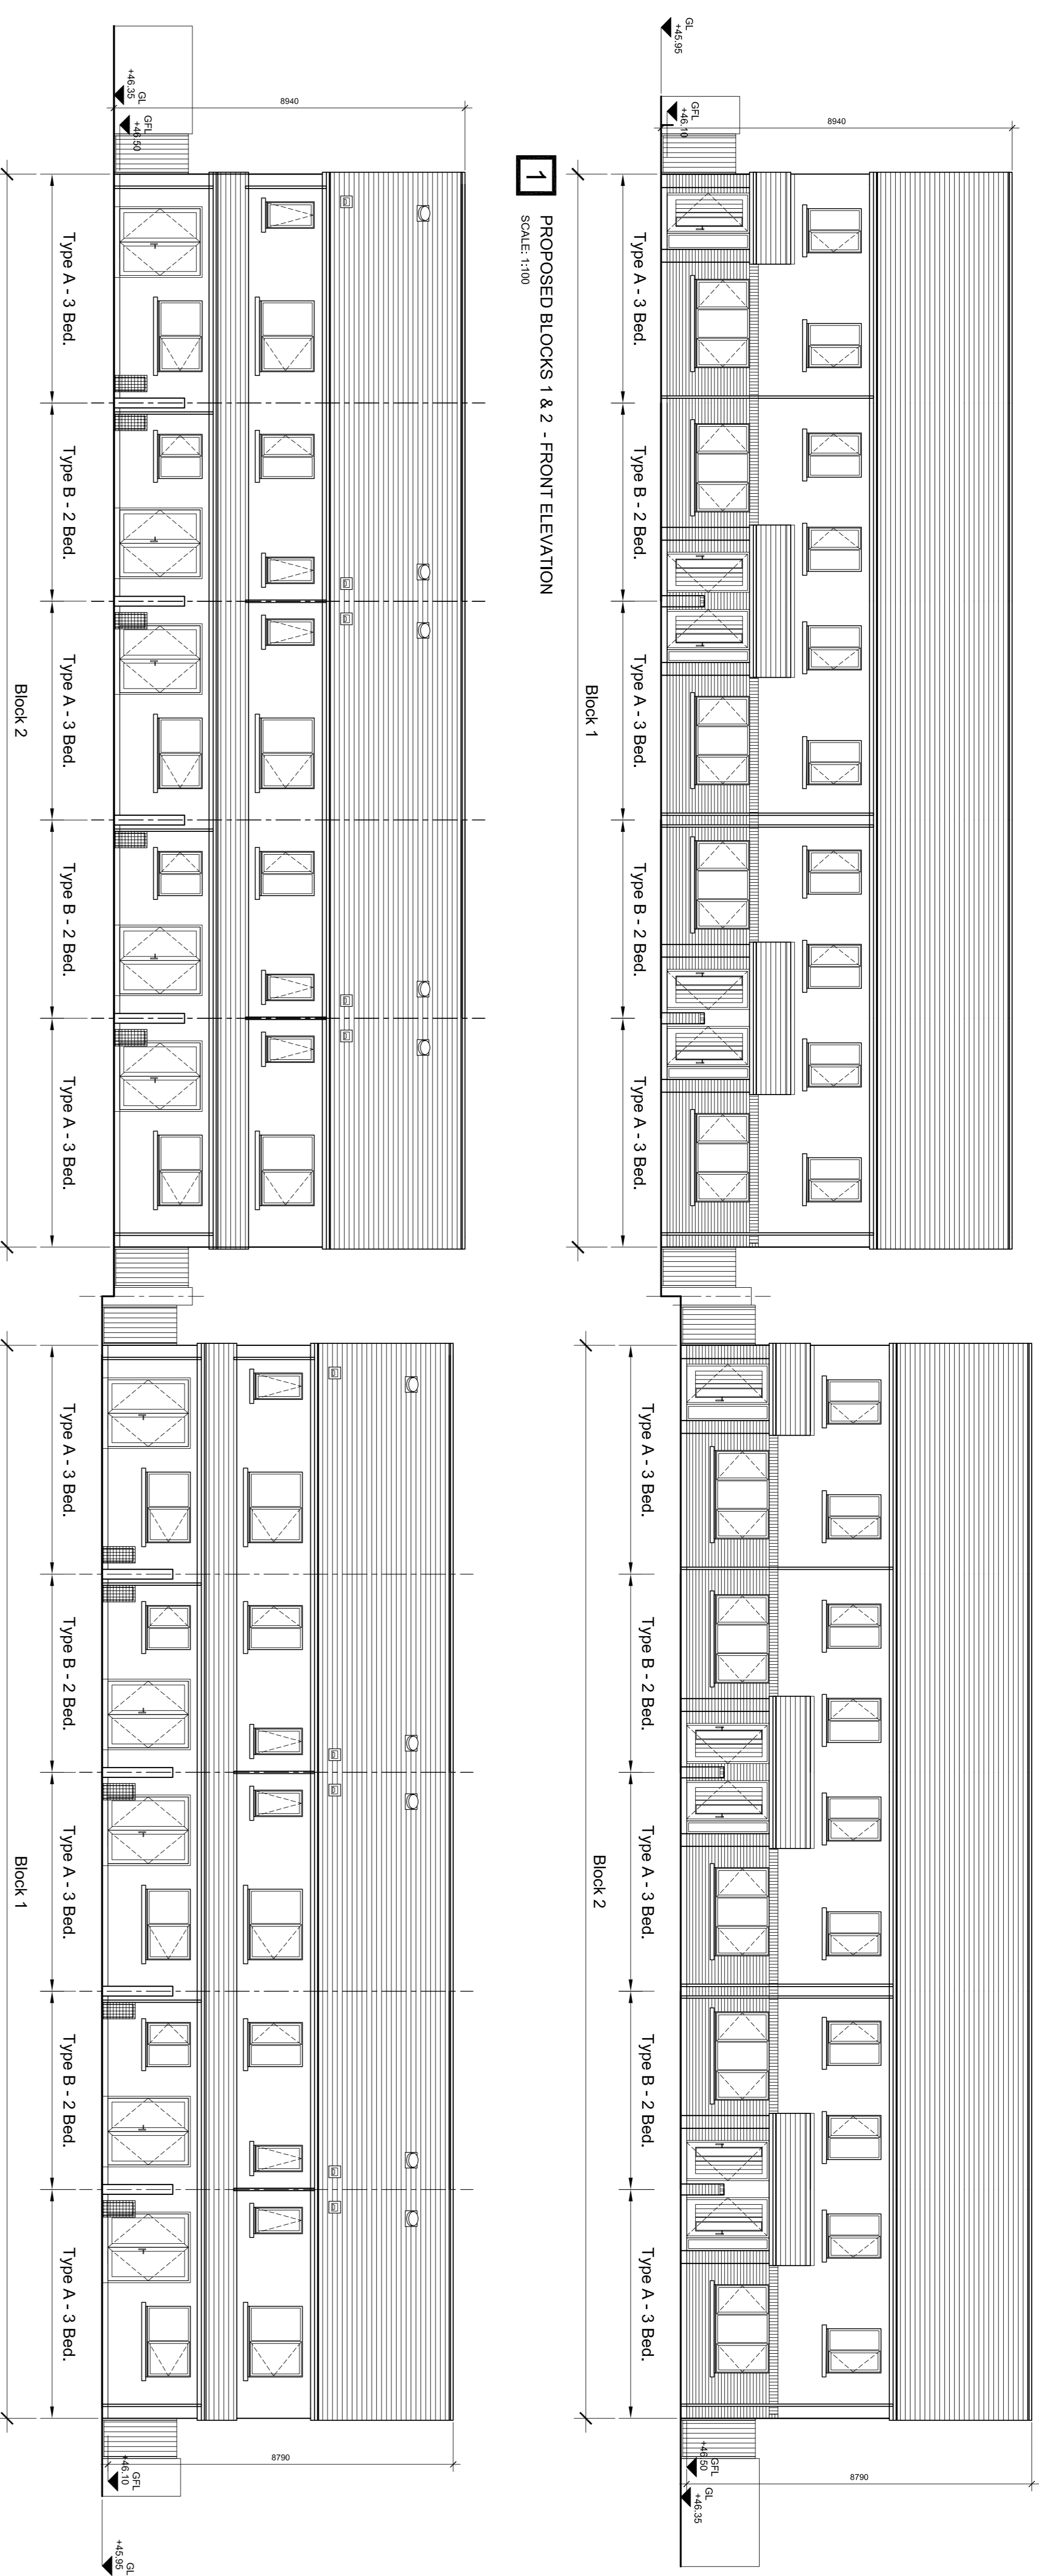 GL
+45.95
GFL
+46.10
8940
Type A - 3 Bed.
Type B - 2 Bed.
Type A - 3 Bed.
Type B - 2 Bed.
Type A - 3 Bed.
Block 1
Type A - 3 Bed.
Type B - 2 Bed.
Type A - 3 Bed.
Type B - 2 Bed.
Type A - 3 Bed.
Block 2
8790
GFL
+46.50
GL
+46.35
1
PROPOSED BLOCKS 1 & 2 - FRONT ELEVATION
SCALE: 1:100
GL
+46.35
GFL
+46.50
8940
Type A - 3 Bed.
Type B - 2 Bed.
Type A - 3 Bed.
Type B - 2 Bed.
Type A - 3 Bed.
Block 2
Type A - 3 Bed.
Type B - 2 Bed.
Type A - 3 Bed.
Type B - 2 Bed.
Type A - 3 Bed.
Block 1
8790
GFL
+46.10
GL
+45.95